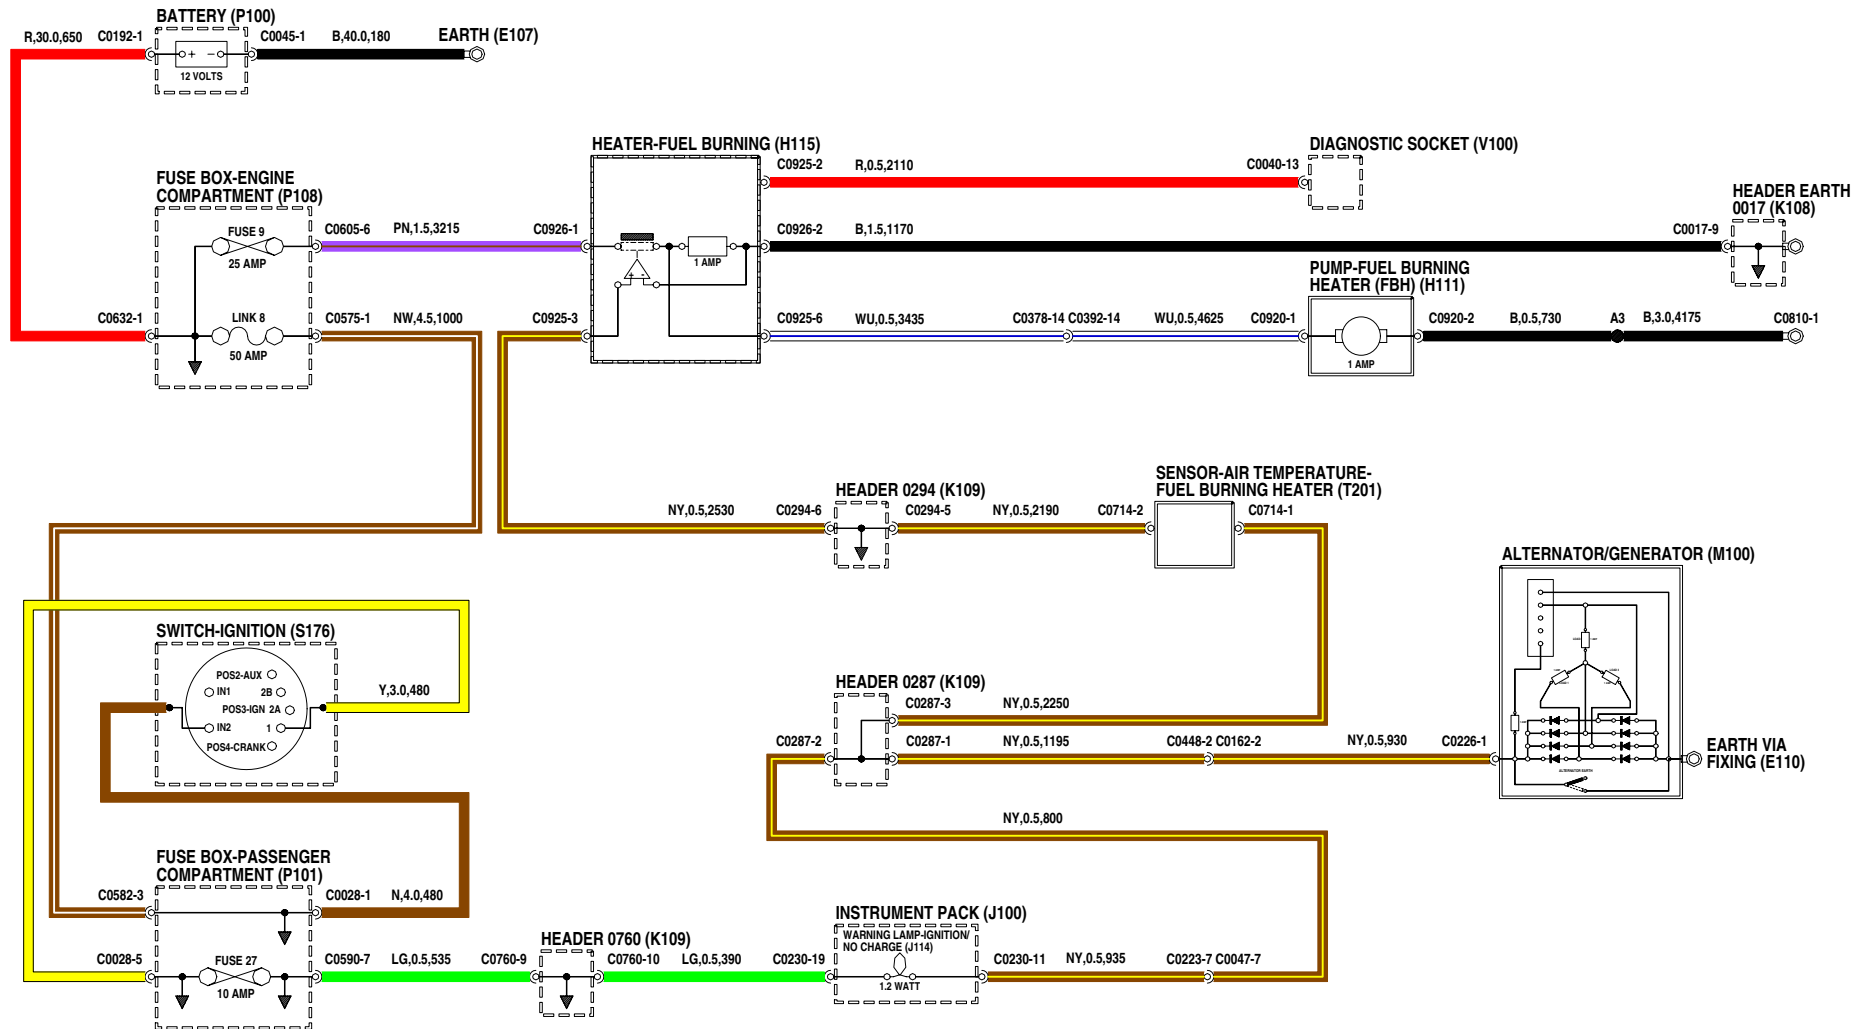 BATTERY (P100)
R,30.0,650
C0192-1
C0045-1
B,40.0,180
EARTH (E107)
+ -
12 VOLTS
HEATER-FUEL BURNING (H115)
C0925-2
R,0.5,2110
C0040-13
DIAGNOSTIC SOCKET (V100)
FUSE BOX-ENGINE
COMPARTMENT (P108)
HEADER EARTH
0017 (K108)
FUSE 9
25 AMP
C0605-6
PN,1.5,3215
C0926-1
1 AMP
+ -
C0926-2
B,1.5,1170
C0017-9
PUMP-FUEL BURNING
HEATER (FBH) (H111)
C0632-1
LINK 8
50 AMP
C0575-1
NW,4.5,1000
C0925-3
C0925-6
WU,0.5,3435
C0378-14
C0392-14
WU,0.5,4625
C0920-1
1 AMP
C0920-2
B,0.5,730
A3
B,3.0,4175
C0810-1
SENSOR-AIR TEMPERATURE-
FUEL BURNING HEATER (T201)
HEADER 0294 (K109)
NY,0.5,2530
C0294-6
C0294-5
NY,0.5,2190
C0714-2
C0714-1
ALTERNATOR/GENERATOR (M100)
ALTERNATOR EARTH
SWITCH-IGNITION (S176)
POS2-AUX
IN1
2B
POS3-IGN
2A
IN2
1
POS4-CRANK
Y,3.0,480
HEADER 0287 (K109)
C0287-3
NY,0.5,2250
C0287-2
C0287-1
NY,0.5,1195
C0448-2
C0162-2
NY,0.5,930
C0226-1
EARTH VIA
FIXING (E110)
NY,0.5,800
FUSE BOX-PASSENGER
COMPARTMENT (P101)
C0582-3
C0028-1
N,4.0,480
C0028-5
FUSE 27
10 AMP
C0590-7
LG,0.5,535
C0760-9
HEADER 0760 (K109)
C0760-10
LG,0.5,390
C0230-19
INSTRUMENT PACK (J100)
WARNING LAMP-IGNITION/
NO CHARGE (J114)
1.2 WATT
C0230-11
NY,0.5,935
C0223-7
C0047-7